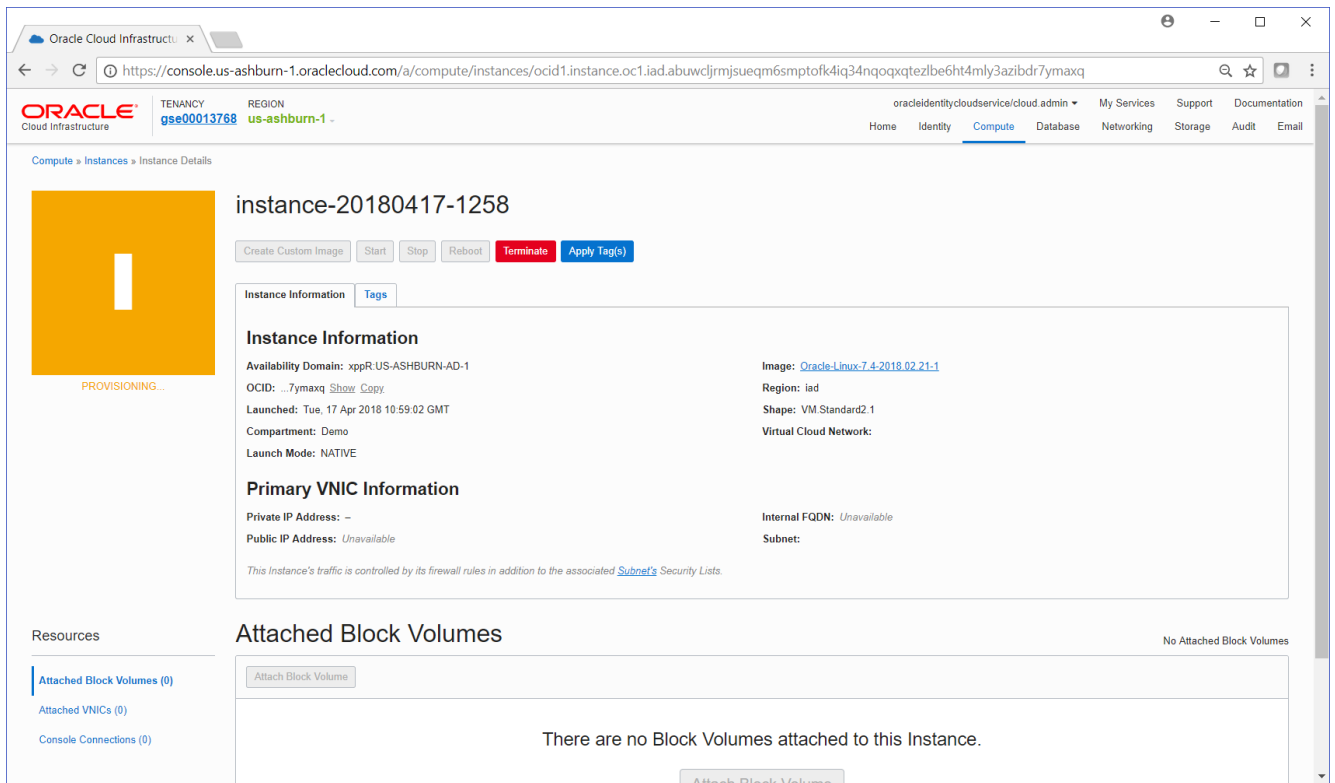 Oracle Cloud Infrastructu
https://console.us-ashburn-1.oraclecloud.com/a/compute/instances/ocid1.instance.oc1.iad.abuwcljrmjsueqm6smptofk4iq34nqoqxqtezlbe6ht4mly3azibdr7ymaxq
ORACLE
Cloud Infrastructure
TENANCY
gse00013768
REGION
us-ashburn-1
oracleidentitycloudservice/cloud.admin My Services Support Documentation
Home Identity Compute Database Networking Storage Audit Email
Compute » Instances » Instance Details
I
PROVISIONING...
instance-20180417-1258
Create Custom Image Start Stop Reboot Terminate Apply Tag(s)
Instance Information Tags
Instance Information
Availability Domain: xppR:US-ASHBURN-AD-1
OCID: ...7ymaxq Show Copy
Launched: Tue, 17 Apr 2018 10:59:02 GMT
Compartment: Demo
Launch Mode: NATIVE
Image: Oracle-Linux-7.4-2018.02.21-1
Region: iad
Shape: VM.Standard2.1
Virtual Cloud Network:
Primary VNIC Information
Private IP Address: –
Public IP Address: Unavailable
Internal FQDN: Unavailable
Subnet:
This Instance's traffic is controlled by its firewall rules in addition to the associated Subnet's Security Lists.
Resources
Attached Block Volumes (0)
Attached VNICs (0)
Console Connections (0)
Attached Block Volumes
No Attached Block Volumes
Attach Block Volume
There are no Block Volumes attached to this Instance.
Attach Block Volume